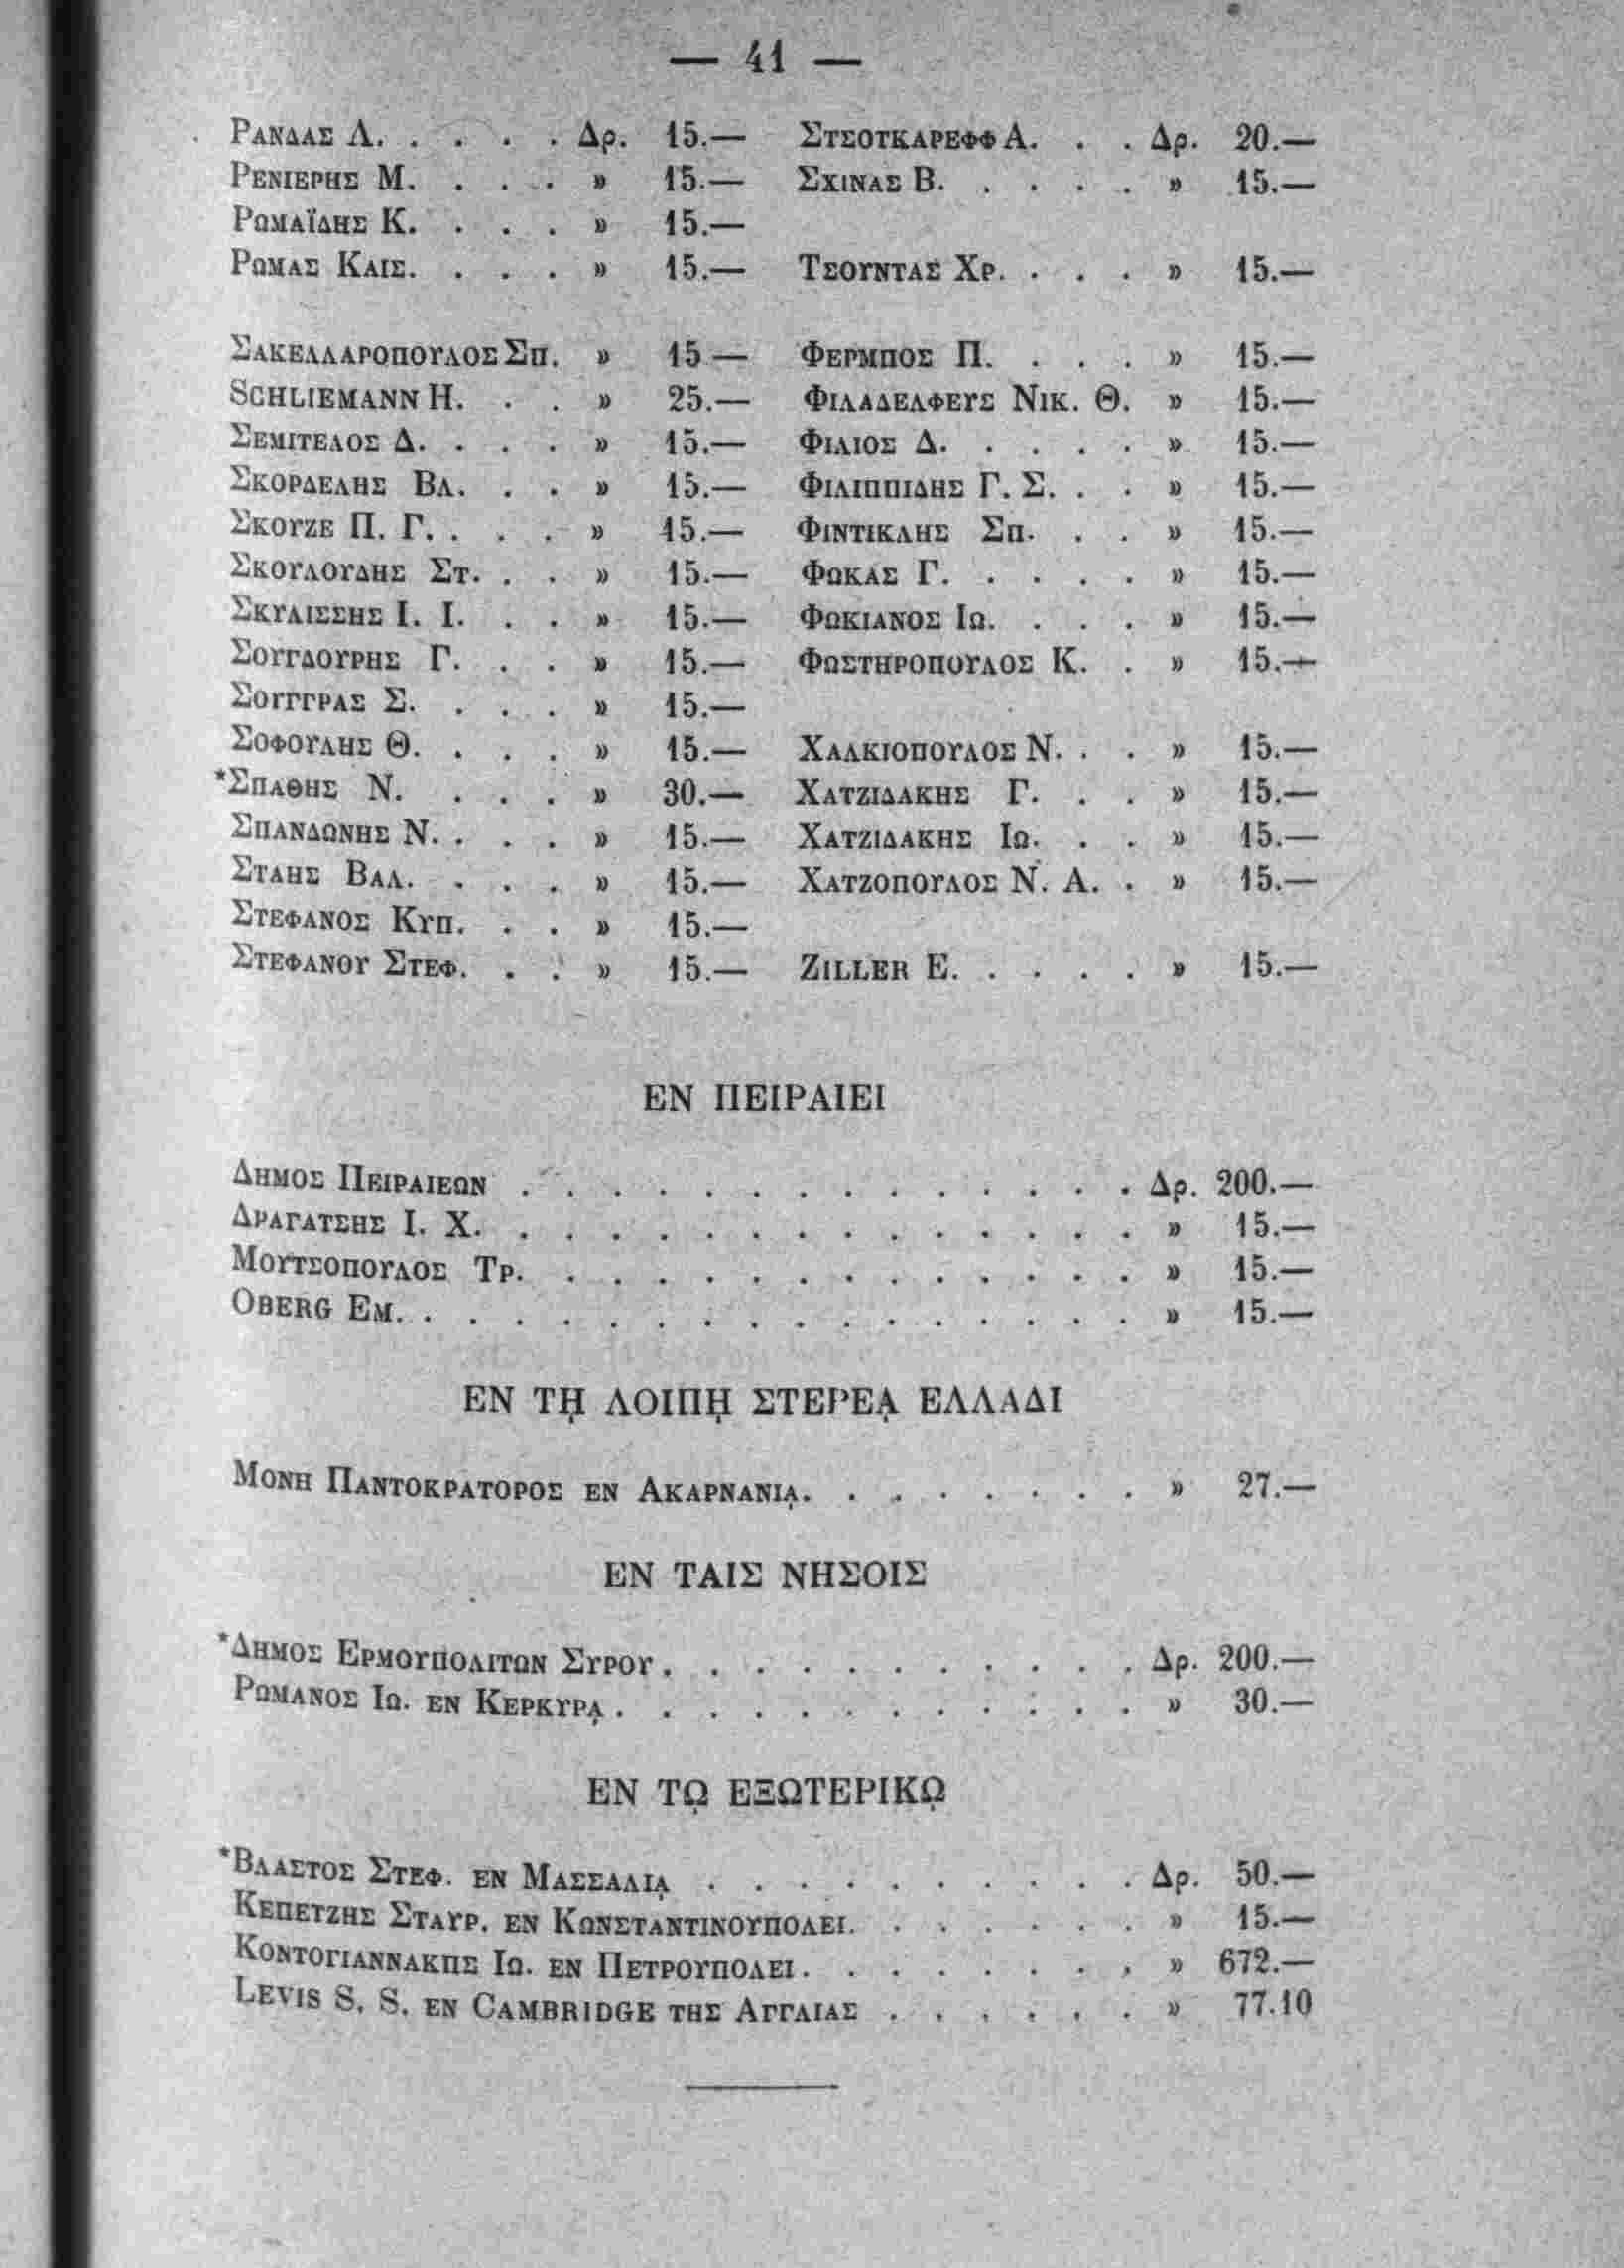 — 41 —
ΡΑΝΔΑΣ Λ. . . . . Δρ. 15.—
ΡΕΝΙΕΡΗΣ Μ. . . . . » 15.—
ΡΩΜΑΪΔΗΣ Κ. . . . . » 15.—
ΡΩΜΑΣ ΚΑΙΣ. . . . . » 15.—
ΣΑΚΕΛΛΑΡΟΠΟΥΛΟΣ ΣΠ. » 15 —
SCHLIEMANN H. . . . » 25.—
ΣΕΜΙΤΕΛΟΣ Δ. . . . . » 15.—
ΣΚΟΡΔΕΛΗΣ ΒΛ. . . . » 15.—
ΣΚΟΥΖΕ Π. Γ. . . . . » 15.—
ΣΚΟΥΛΟΥΔΗΣ ΣΤ. . . . » 15.—
ΣΚΥΛΙΣΣΗΣ Ι. Ι. . . . » 15.—
ΣΟΥΓΔΟΥΡΗΣ Γ. . . . » 15.—
ΣΟΥΓΓΡΑΣ Σ. . . . . » 15.—
ΣΟΦΟΥΛΗΣ Θ. . . . . » 15.—
*ΣΠΑΘΗΣ Ν. . . . . » 30.—
ΣΠΑΝΔΩΝΗΣ Ν. . . . . » 15.—
ΣΤΑΗΣ ΒΑΛ. . . . . » 15.—
ΣΤΕΦΑΝΟΣ ΚΥΠ. . . . » 15.—
ΣΤΕΦΑΝΟΥ ΣΤΕΦ. . . . » 15.—
ΣΤΣΟΤΚΑΡΕΦΦ Α. . . Δρ. 20.—
ΣΧΙΝΑΣ Β. . . . . » 15.—
ΤΣΟΥΝΤΑΣ ΧΡ. . . . » 15.—
ΦΕΡΜΠΟΣ Π. . . . » 15.—
ΦΙΛΑΔΕΛΦΕΥΣ ΝΙΚ. Θ. » 15.—
ΦΙΛΙΟΣ Δ. . . . . » 15.—
ΦΙΛΙΠΠΙΔΗΣ Γ. Σ. . . » 15.—
ΦΙΝΤΙΚΛΗΣ ΣΠ. . . » 15.—
ΦΩΚΑΣ Γ. . . . . » 15.—
ΦΩΚΙΑΝΟΣ ΙΩ. . . . » 15.—
ΦΩΣΤΗΡΟΠΟΥΛΟΣ Κ. . » 15.—
ΧΑΛΚΙΟΠΟΥΛΟΣ Ν. . . » 15.—
ΧΑΤΖΙΔΑΚΗΣ Γ. . . » 15.—
ΧΑΤΖΙΔΑΚΗΣ ΙΩ. . . » 15.—
ΧΑΤΖΟΠΟΥΛΟΣ Ν. Α. . » 15.—
ZILLER E. . . . . » 15.—
ΕΝ ΠΕΙΡΑΙΕΙ
ΔΗΜΟΣ ΠΕΙΡΑΙΕΩΝ . . . . . . . . . . . . . . Δρ. 200.—
ΔΡΑΓΑΤΣΗΣ Ι. Χ. . . . . . . . . . . . . . . » 15.—
ΜΟΥΤΣΟΠΟΥΛΟΣ ΤΡ. . . . . . . . . . . . . . » 15.—
OBERG EM. . . . . . . . . . . . . . . . . » 15.—
ΕΝ Τῌ ΛΟΙΠῌ ΣΤΕΡΕᾼ ΕΛΛΑΔΙ
ΜΟΝΗ ΠΑΝΤΟΚΡΑΤΟΡΟΣ ΕΝ ΑΚΑΡΝΑΝΙᾼ. . . . . . . . » 27.—
ΕΝ ΤΑΙΣ ΝΗΣΟΙΣ
*ΔΗΜΟΣ ΕΡΜΟΥΠΟΛΙΤΩΝ ΣΥΡΟΥ. . . . . . . . . . . Δρ. 200.—
ΡΩΜΑΝΟΣ ΙΩ. ΕΝ ΚΕΡΚΥΡᾼ. . . . . . . . . . . . » 30.—
ΕΝ Τῼ ΕΞΩΤΕΡΙΚῼ
*ΒΛΑΣΤΟΣ ΣΤΕΦ. ΕΝ ΜΑΣΣΑΛΙᾼ . . . . . . . . . . Δρ. 50.—
ΚΕΠΕΤΖΗΣ ΣΤΑΥΡ. ΕΝ ΚΩΝΣΤΑΝΤΙΝΟΥΠΟΛΕΙ. . . . . . . » 15.—
ΚΟΝΤΟΓΙΑΝΝΑΚΠΣ ΙΩ. ΕΝ ΠΕΤΡΟΥΠΟΛΕΙ. . . . . . . . » 672.—
LEVIS S. S. ΕΝ CAMBRIDGE ΤΗΣ ΑΓΓΛΙΑΣ . . . . . . » 77.10